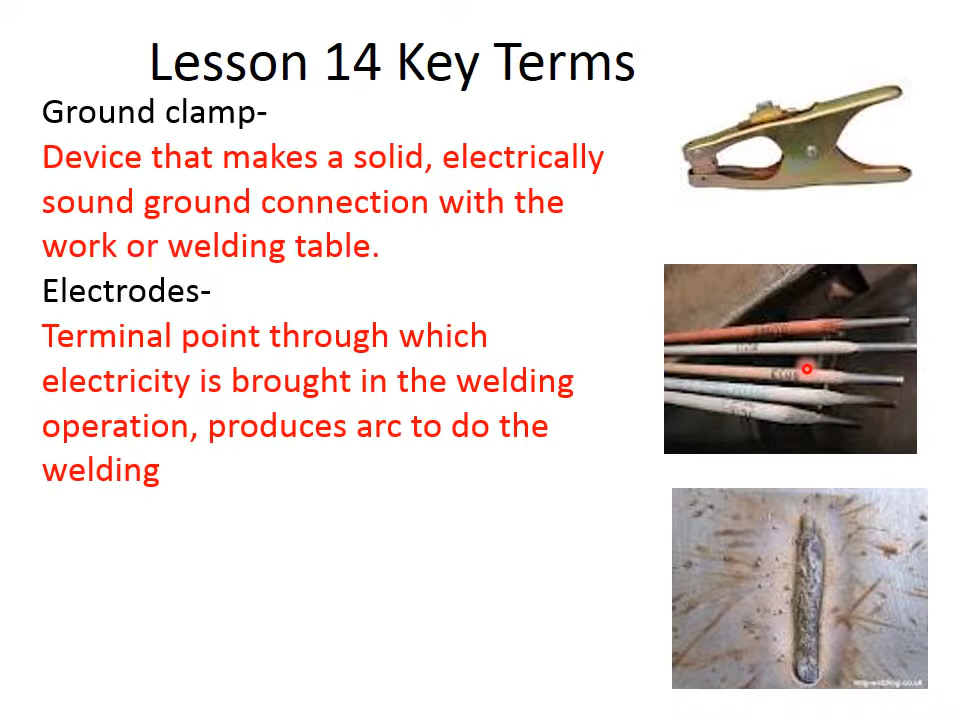 Lesson 14 Key Terms
Ground clamp-
Device that makes a solid, electrically
sound ground connection with the
work or welding table.
Electrodes-
Terminal point through which
electricity is brought in the welding
operation, produces arc to do the
welding